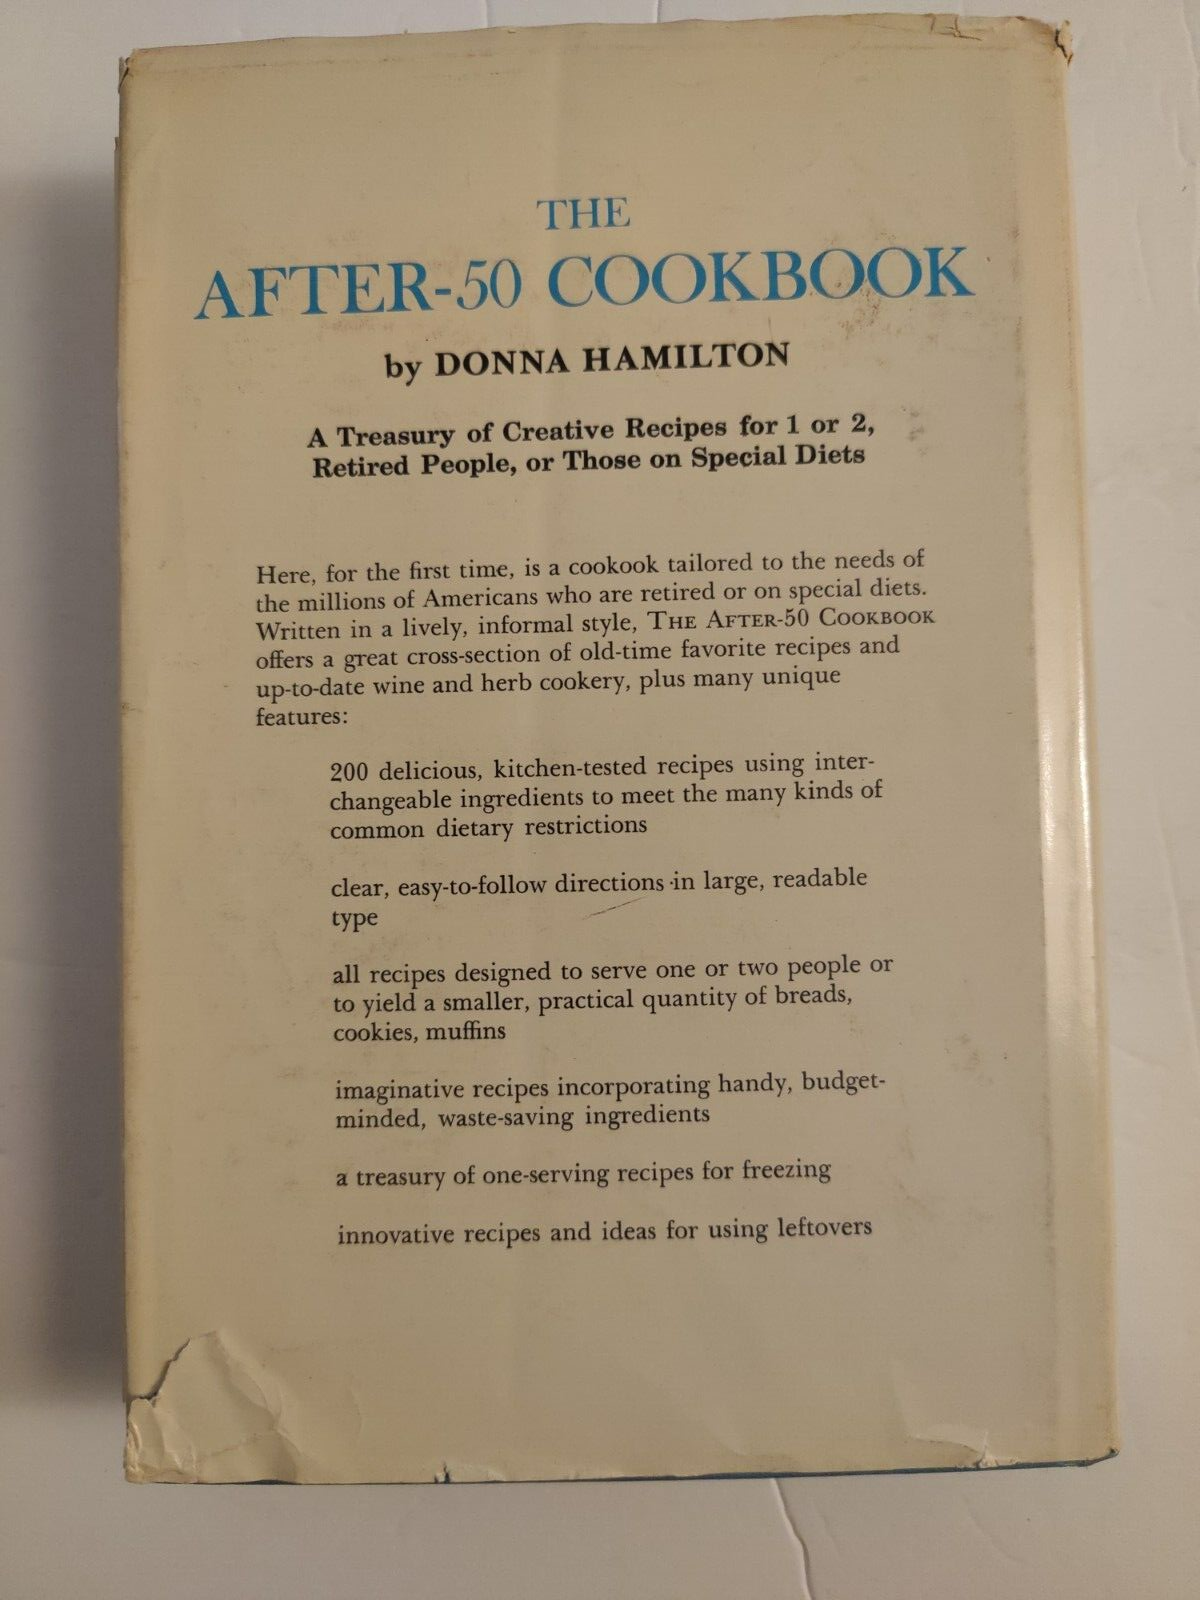 THE
AFTER-50 COOKBOOK
by DONNA HAMILTON
A Treasury of Creative Recipes for 1 or 2,
Retired People, or Those on Special Diets
Here, for the first time, is a cookook tailored to the needs of
the millions of Americans who are retired or on special diets.
Written in a lively, informal style, THE AFTER-50 COOKBOOK
offers a great cross-section of old-time favorite recipes and
up-to-date wine and herb cookery, plus many unique
features:
200 delicious, kitchen-tested recipes using inter-
changeable ingredients to meet the many kinds of
common dietary restrictions
clear, easy-to-follow directions in large, readable
type
all recipes designed to serve one or two people or
to yield a smaller, practical quantity of breads,
cookies, muffins
imaginative recipes incorporating handy, budget-
minded, waste-saving ingredients
a treasury of one-serving recipes for freezing
innovative recipes and ideas for using leftovers